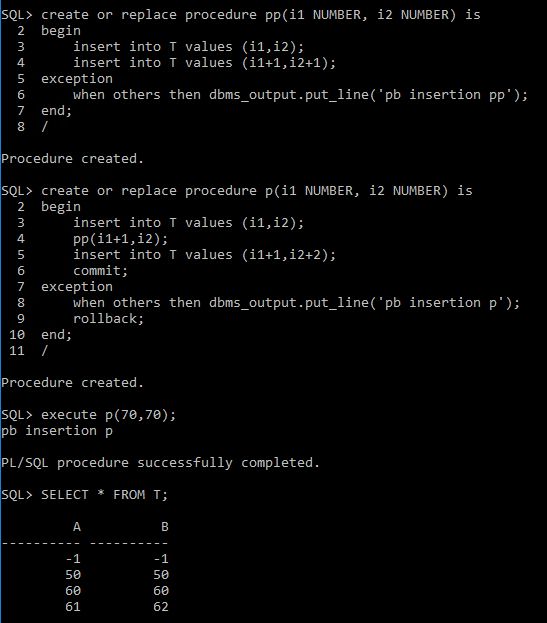 SQL> create or replace procedure pp(i1 NUMBER, i2 NUMBER) is
  2  begin
  3      insert into T values (i1,i2);
  4      insert into T values (i1+1,i2+1);
  5  exception
  6      when others then dbms_output.put_line('pb insertion pp');
  7  end;
  8  /
Procedure created.
SQL> create or replace procedure p(i1 NUMBER, i2 NUMBER) is
  2  begin
  3      insert into T values (i1,i2);
  4      pp(i1+1,i2);
  5      insert into T values (i1+1,i2+2);
  6      commit;
  7  exception
  8      when others then dbms_output.put_line('pb insertion p');
  9      rollback;
 10  end;
 11  /
Procedure created.
SQL> execute p(70,70);
pb insertion p
PL/SQL procedure successfully completed.
SQL> SELECT * FROM T;
         A          B
---------- ----------
        -1         -1
        50         50
        60         60
        61         62